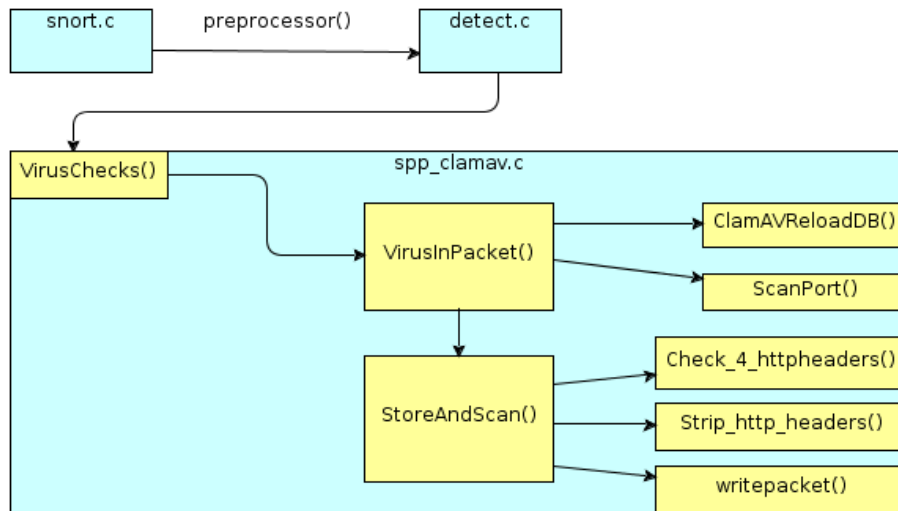 snort.c
preprocessor()
detect.c
VirusChecks()
spp_clamav.c
VirusInPacket()
ClamAVReloadDB()
ScanPort()
StoreAndScan()
Check_4_httpheaders()
Strip_http_headers()
writepacket()